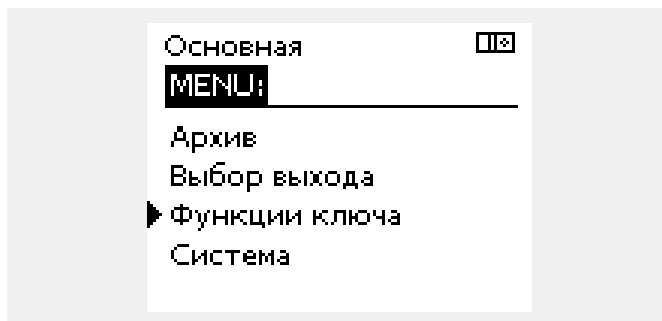 Основная
MENU:
Архив
Выбор выхода
Функции ключа
Система